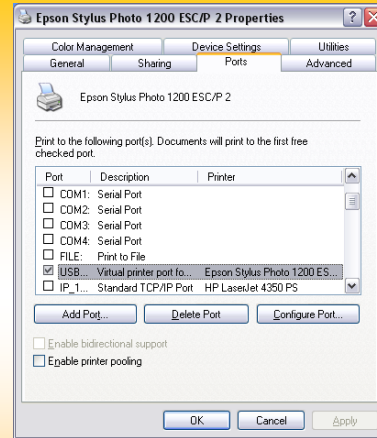 Epson Stylus Photo 1200 ESC/P 2 Properties
Color Management Device Settings Utilities
General Sharing Ports Advanced
Epson Stylus Photo 1200 ESC/P 2
Print to the following port(s). Documents will print to the first free
checked port.
Port Description Printer
COM1: Serial Port
COM2: Serial Port
COM3: Serial Port
COM4: Serial Port
FILE: Print to File
USB... Virtual printer port fo... Epson Stylus Photo 1200 ES...
IP_1... Standard TCP/IP Port HP LaserJet 4350 PS
Add Port... Delete Port Configure Port...
Enable bidirectional support
Enable printer pooling
OK Cancel Apply